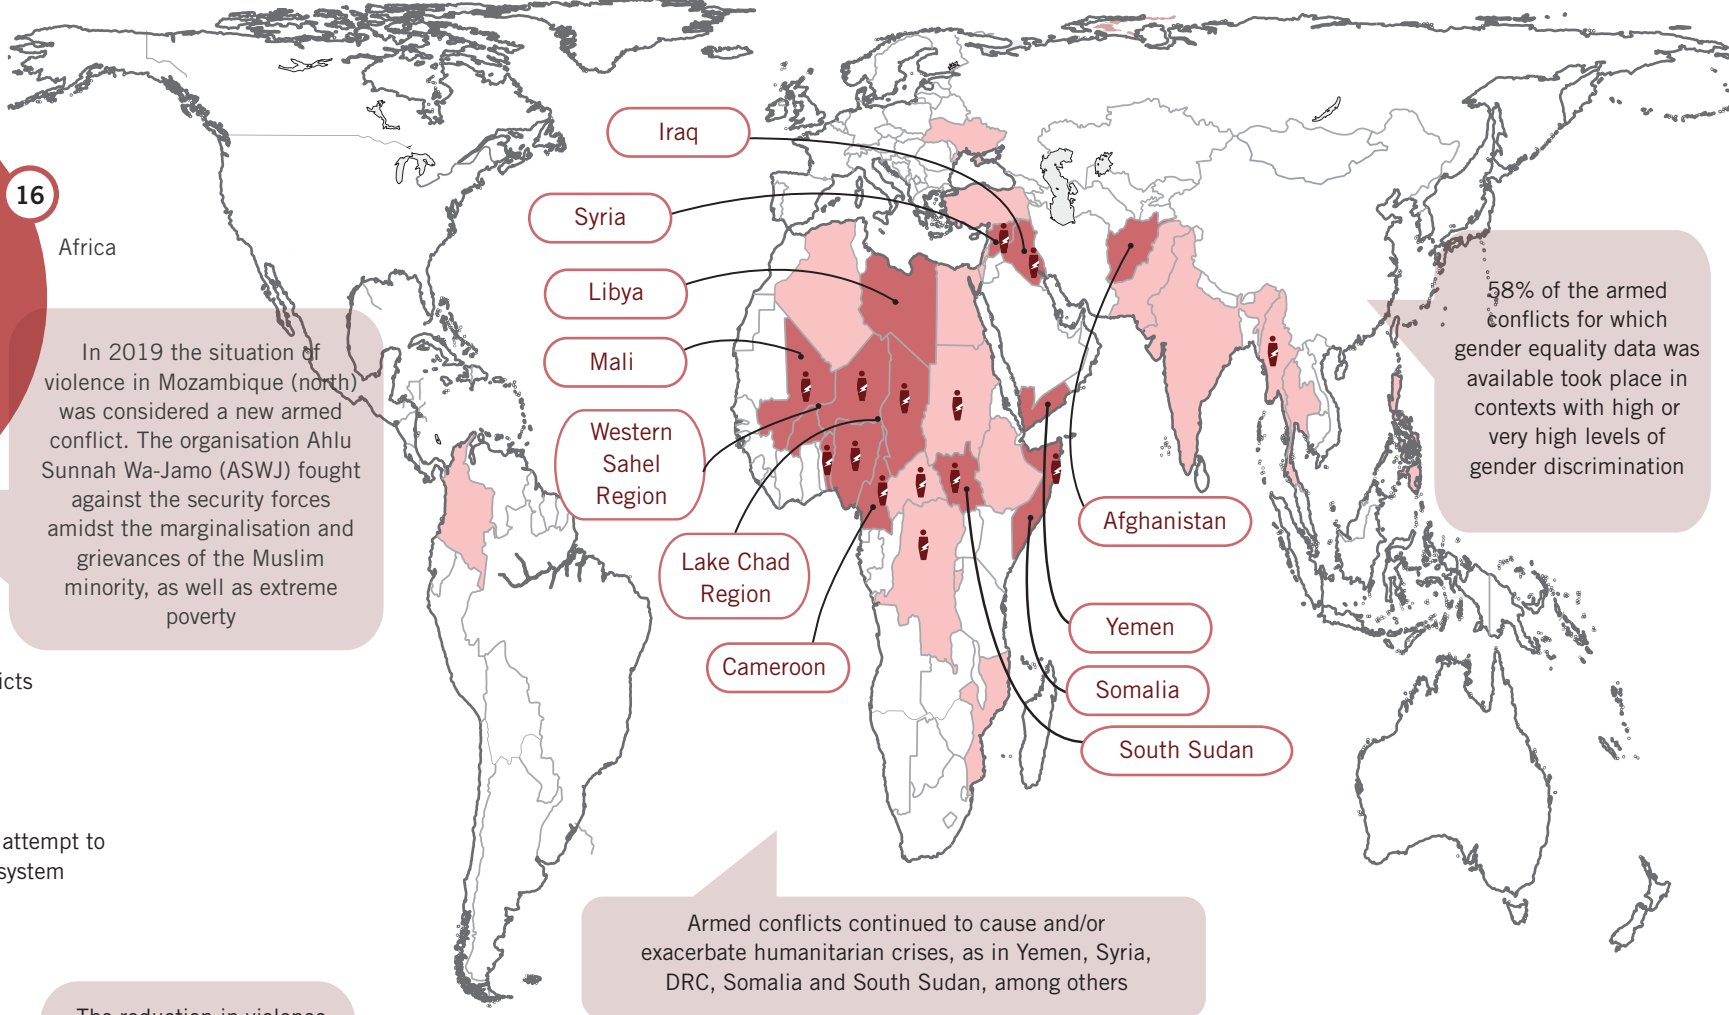 16
Africa
In 2019 the situation of
violence in Mozambique (north)
was considered a new armed
conflict. The organisation Ahlu
Sunnah Wa-Jamo (ASWJ) fought
against the security forces
amidst the marginalisation and
grievances of the Muslim
minority, as well as extreme
poverty
icts
attempt to
system
Iraq
Syria
Libya
Mali
Western
Sahel
Region
Lake Chad
Region
Cameroon
Afghanistan
Yemen
Somalia
South Sudan
58% of the armed
conflicts for which
gender equality data was
available took place in
contexts with high or
very high levels of
gender discrimination
Armed conflicts continued to cause and/or
exacerbate humanitarian crises, as in Yemen, Syria,
DRC, Somalia and South Sudan, among others
The reduction in violence